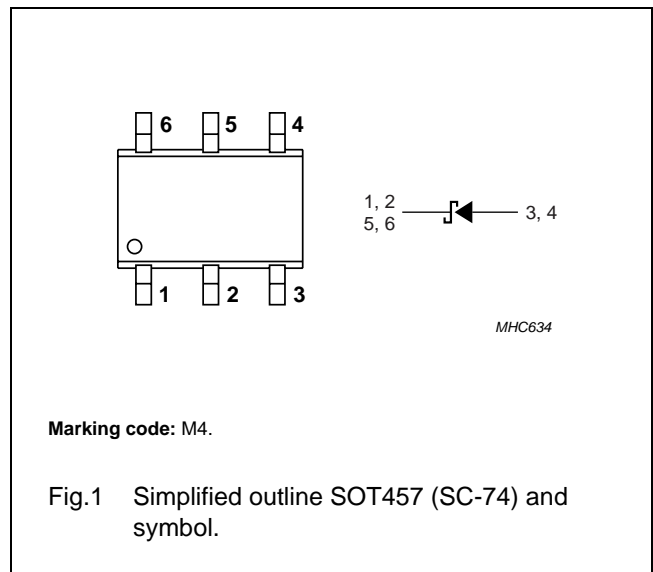 6 5 4
1, 2
5, 6
3, 4
1 2 3
MHC634
Marking code: M4.
Fig.1 Simplified outline SOT457 (SC-74) and
symbol.